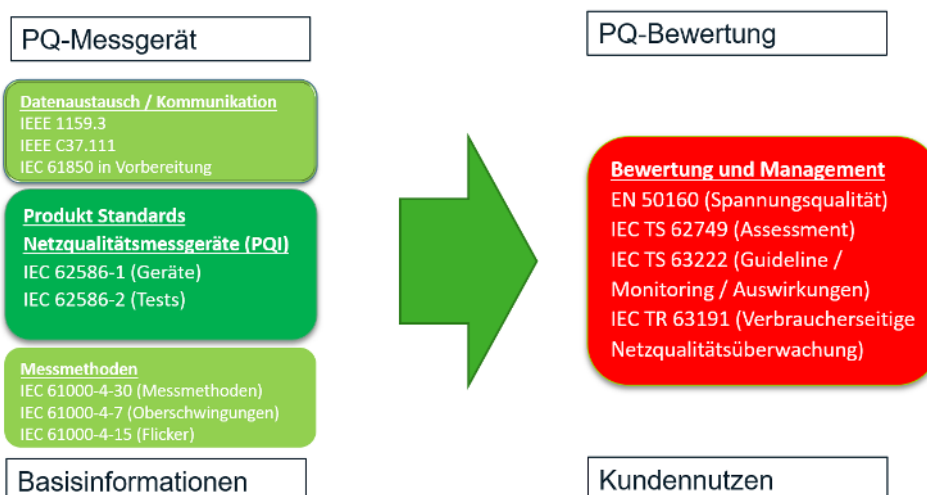 PQ-Messgerät
Datenaustausch / Kommunikation
IEEE 1159.3
IEEE C37.111
IEC 61850 in Vorbereitung
Produkt Standards
Netzqualitätsmessgeräte (PQI)
IEC 62586-1 (Geräte)
IEC 62586-2 (Tests)
Messmethoden
IEC 61000-4-30 (Messmethoden)
IEC 61000-4-7 (Oberschwingungen)
IEC 61000-4-15 (Flicker)
Basisinformationen
PQ-Bewertung
Bewertung und Management
EN 50160 (Spannungsqualität)
IEC TS 62749 (Assessment)
IEC TS 63222 (Guideline /
Monitoring / Auswirkungen)
IEC TR 63191 (Verbraucherseitige
Netzqualitätsüberwachung)
Kundennutzen